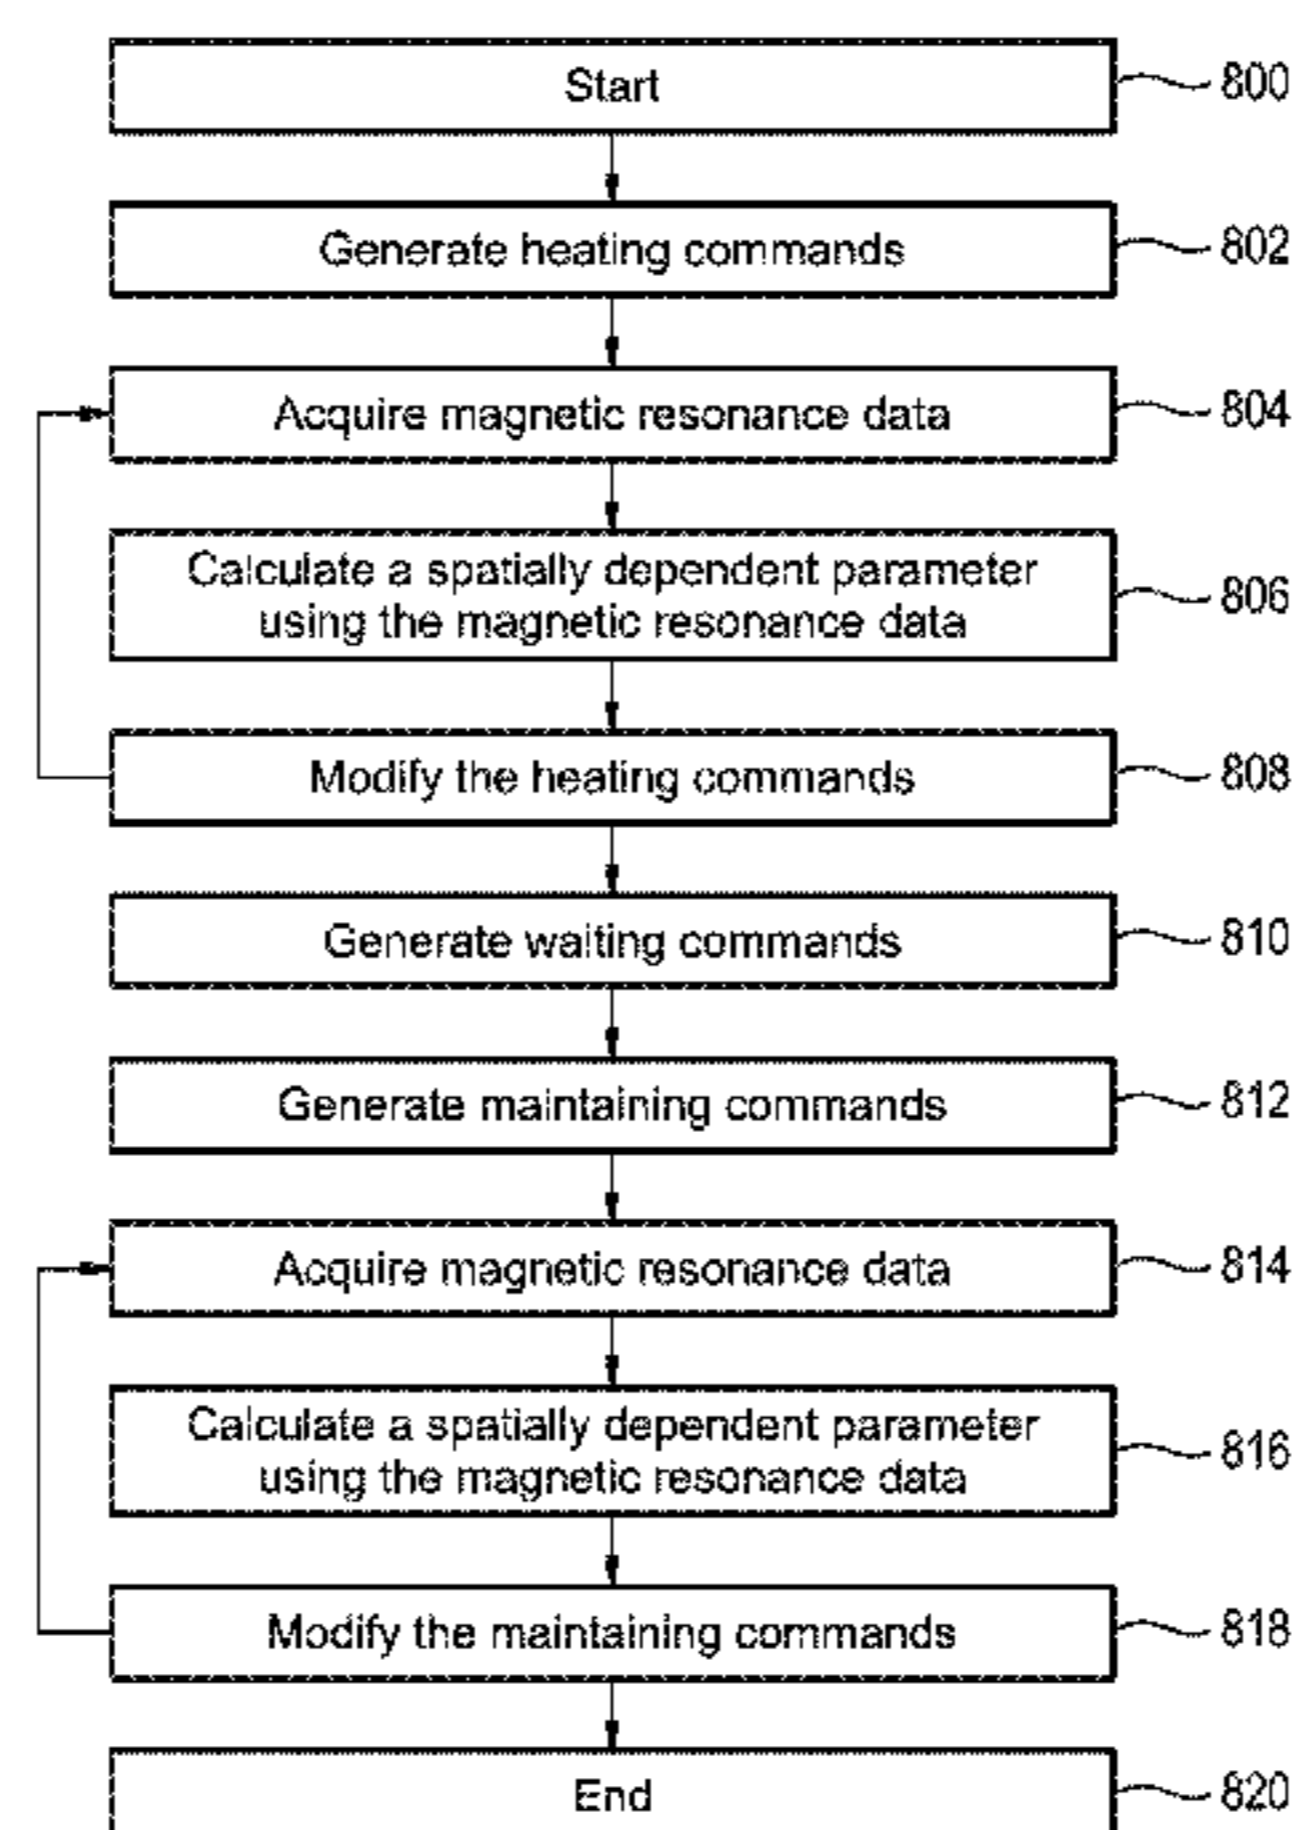 Start
800
Generate heating commands
802
Acquire magnetic resonance data
804
Calculate a spatially dependent parameter
using the magnetic resonance data
806
Modify the heating commands
808
Generate waiting commands
810
Generate maintaining commands
812
Acquire magnetic resonance data
814
Calculate a spatially dependent parameter
using the magnetic resonance data
816
Modify the maintaining commands
818
End
820